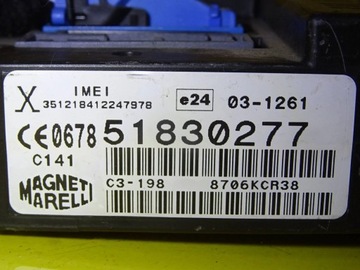 IMEI
X 351218412247978 e24 03-1261
CE0678 51830277
C141
MAGNETI
MARELLI
C3-198 8706KCR38